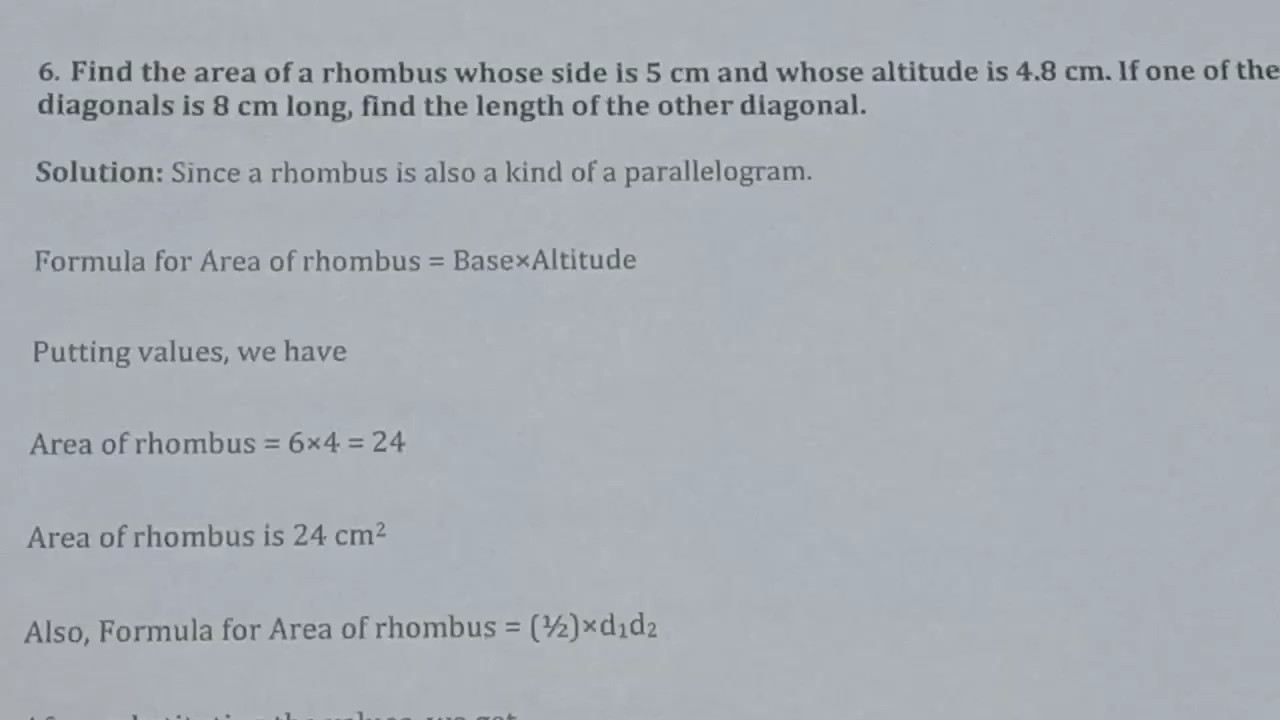 6. Find the area of a rhombus whose side is 5 cm and whose altitude is 4.8 cm. If one of the
diagonals is 8 cm long, find the length of the other diagonal.
Solution: Since a rhombus is also a kind of a parallelogram.
Formula for Area of rhombus = Base×Altitude
Putting values, we have
Area of rhombus = 6×4 = 24
Area of rhombus is 24 cm²
Also, Formula for Area of rhombus = (½)×d₁d₂